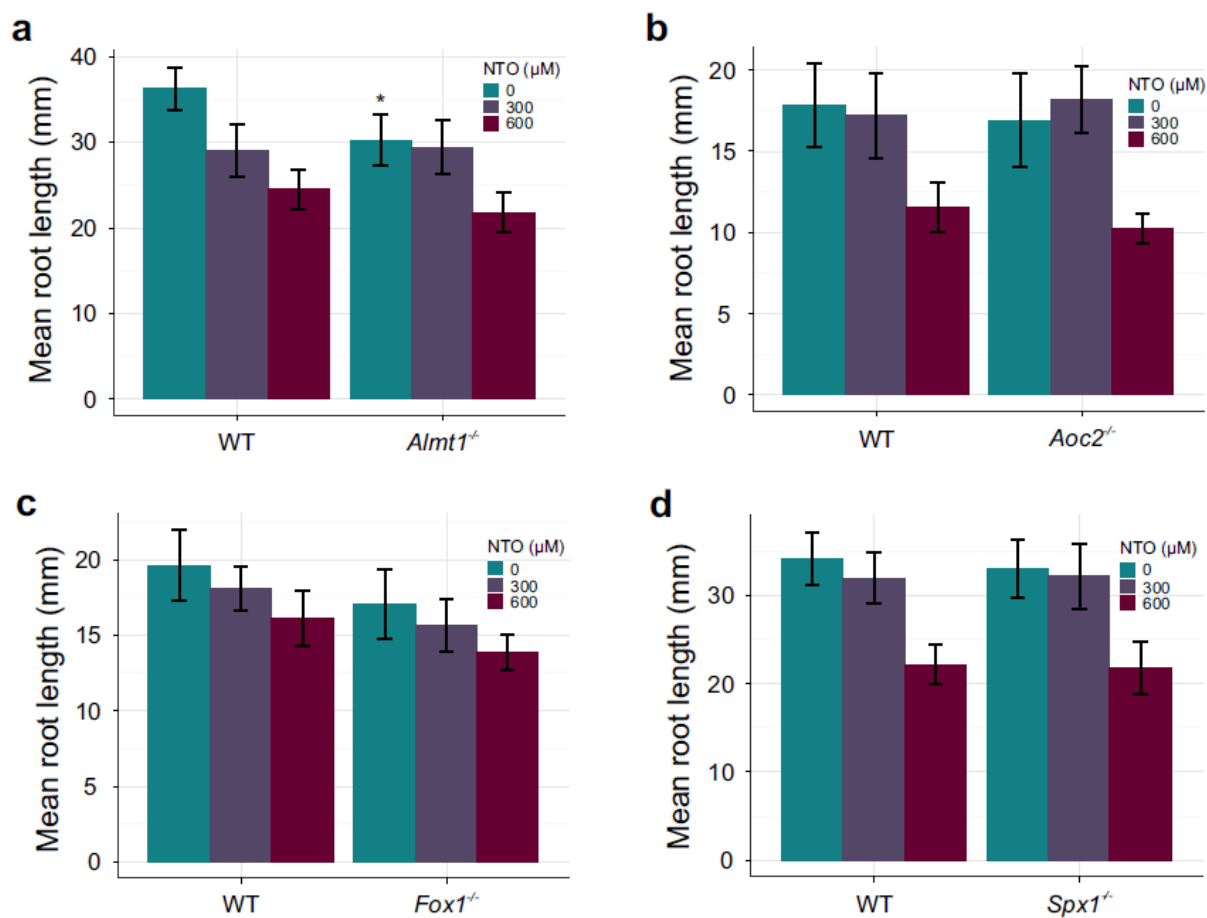 a
Mean root length (mm)
40
30
20
10
0
*
NTO (µM)
0
300
600
WT
Almt1-/-
b
Mean root length (mm)
20
15
10
5
0
NTO (µM)
0
300
600
WT
Aoc2-/-
c
Mean root length (mm)
20
15
10
5
0
NTO (µM)
0
300
600
WT
Fox1-/-
d
Mean root length (mm)
30
20
10
0
NTO (µM)
0
300
600
WT
Spx1-/-